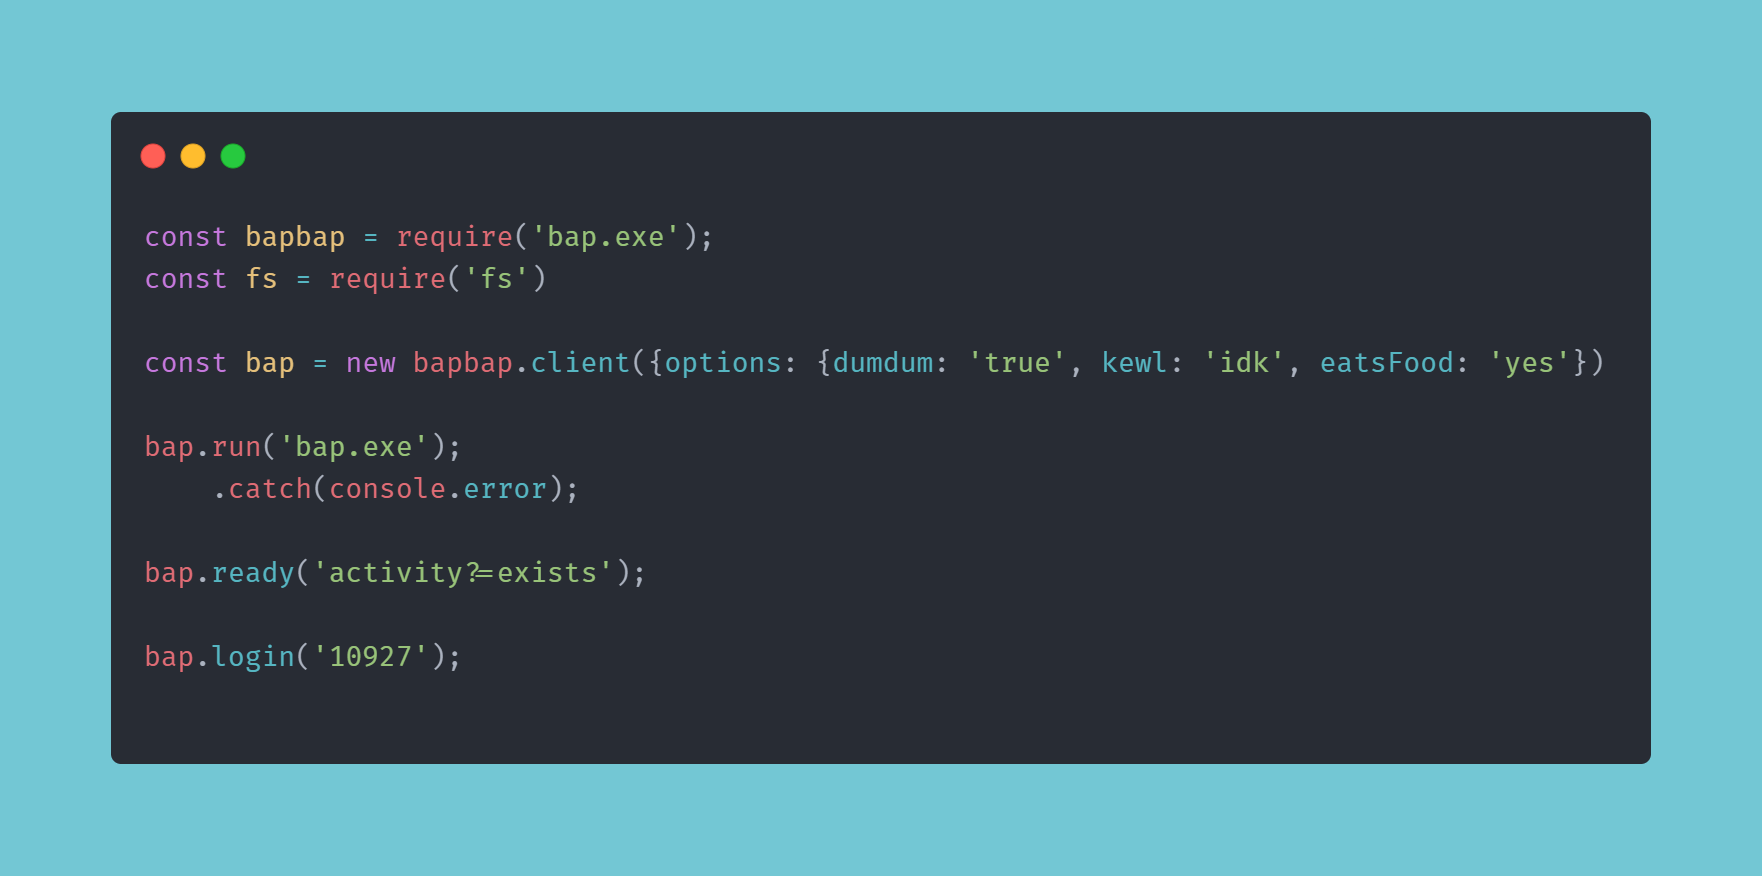 const bapbap = require('bap.exe');
const fs = require('fs')
const bap = new bapbap.client({options: {dumdum: 'true', kewl: 'idk', eatsFood: 'yes'})
bap.run('bap.exe');
.catch(console.error);
bap.ready('activity?=exists');
bap.login('10927');